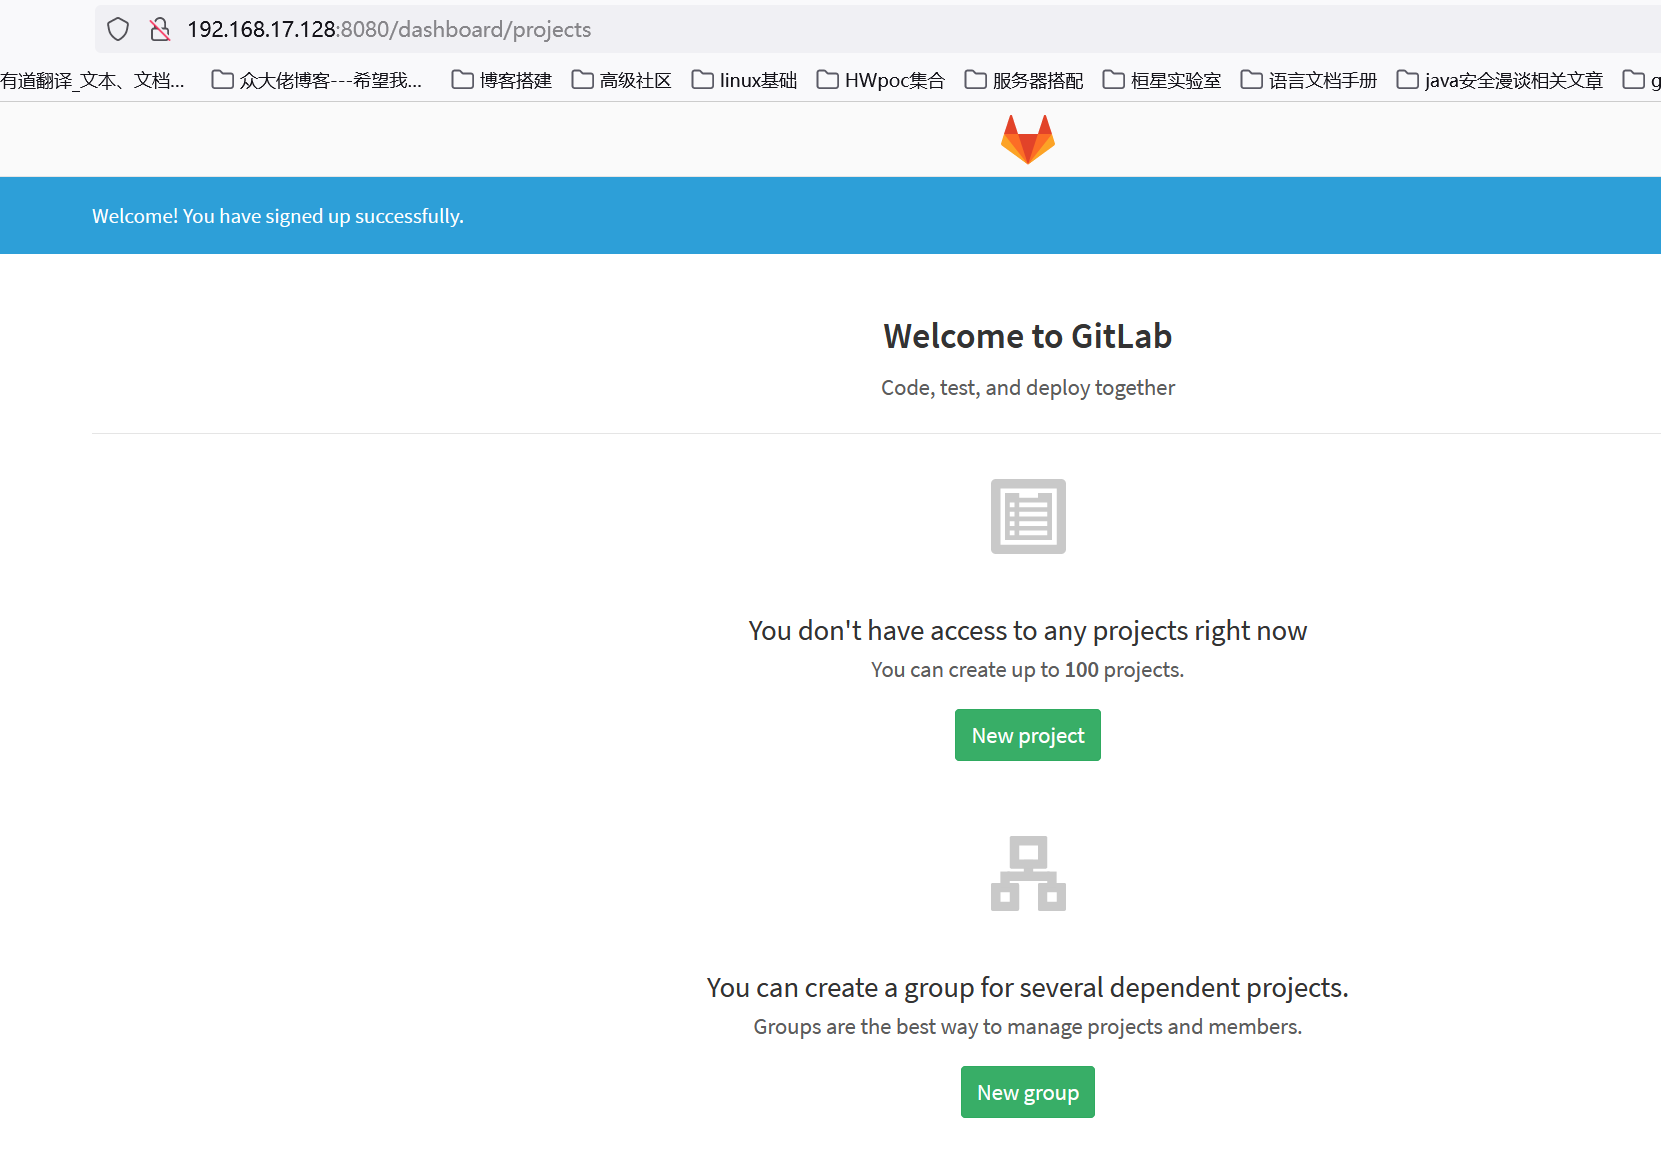 192.168.17.128:8080/dashboard/projects
有道翻译_文本、文档... 众大佬博客---希望我... 博客搭建 高级社区 linux基础 HWpoc集合 服务器搭配 桓星实验室 语言文档手册 java安全漫谈相关文章 g
Welcome! You have signed up successfully.
Welcome to GitLab
Code, test, and deploy together
You don't have access to any projects right now
You can create up to 100 projects.
New project
You can create a group for several dependent projects.
Groups are the best way to manage projects and members.
New group